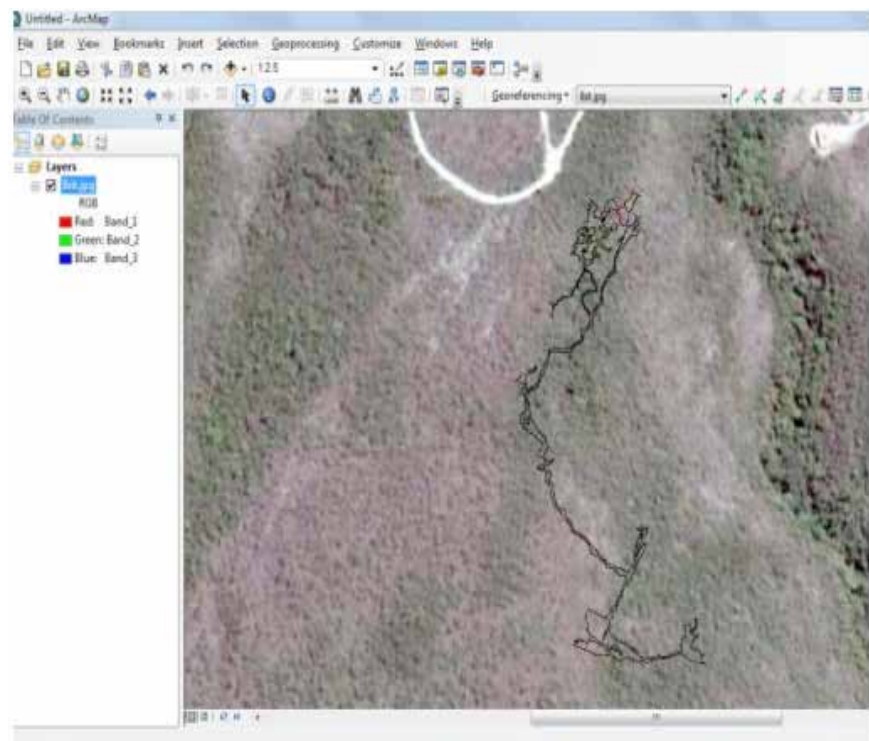 Untitled - ArcMap
File Edit View Bookmarks Insert Selection Geoprocessing Customize Windows Help
Georeferencing
Table Of Contents
Layers
RGB
Red: Band_1
Green: Band_2
Blue: Band_3